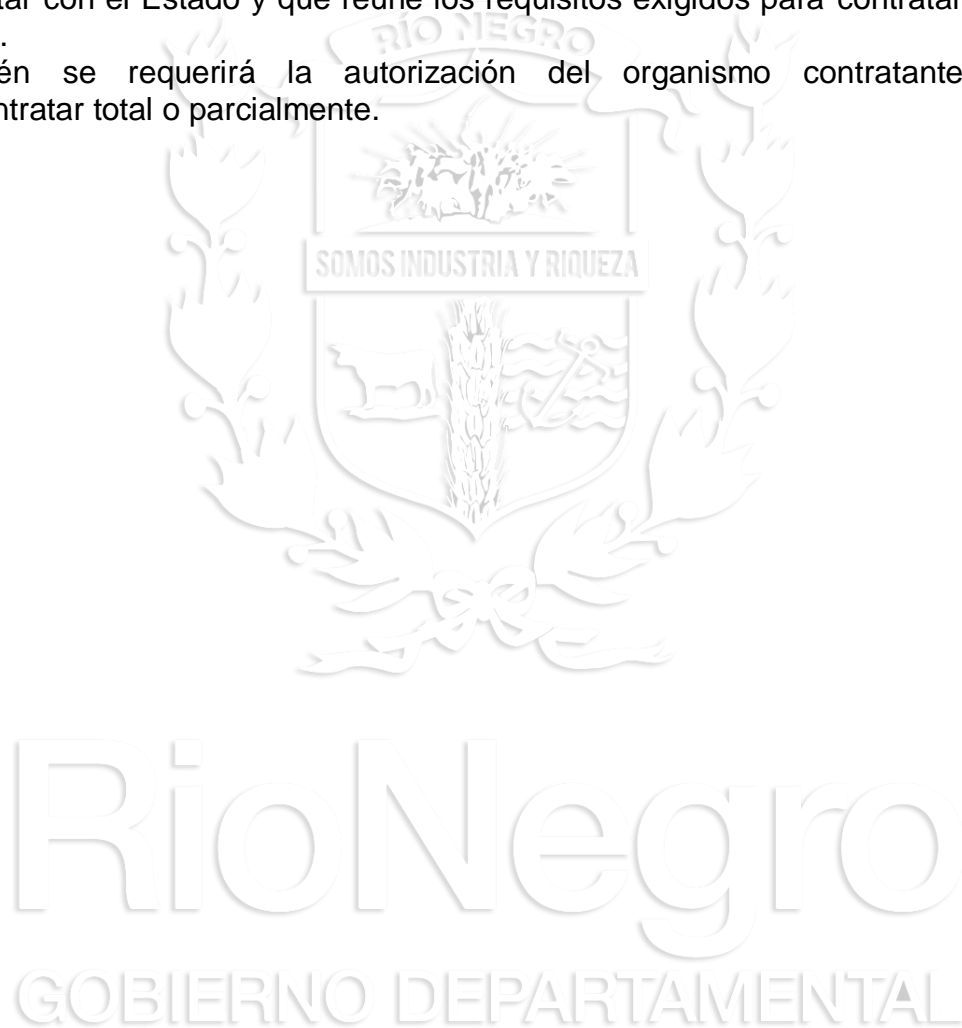 tar con el Estado y que reúne los requisitos exigidos para contratar
.
én se requerirá la autorización del organismo contratante
ntratar total o parcialmente.
RÍO NEGRO
SOMOS INDUSTRIA Y RIQUEZA
RioNegro
GOBIERNO DEPARTAMENTAL